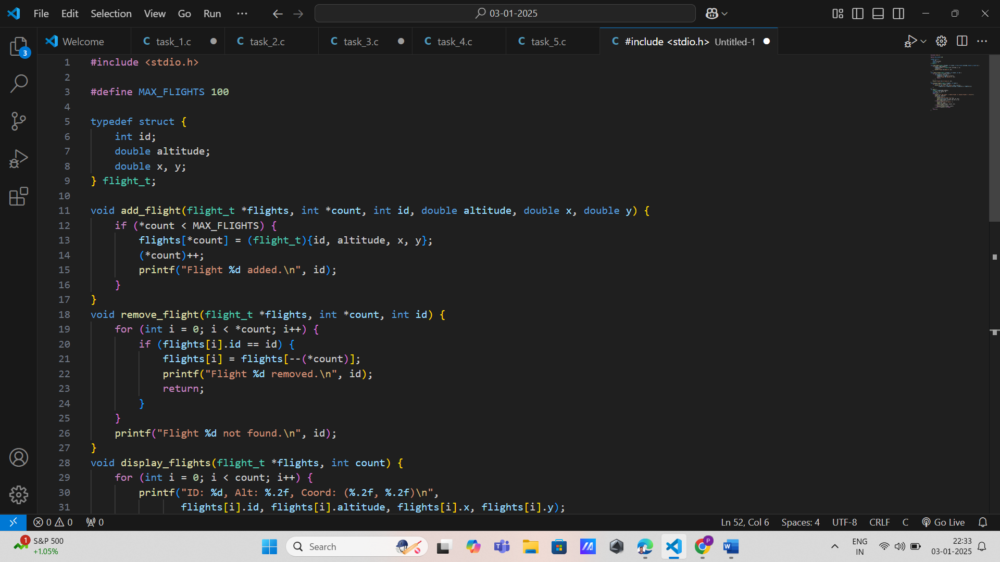 File Edit Selection View Go Run ··· 03-01-2025
Welcome C task_1.c C task_2.c C task_3.c C task_4.c C task_5.c C #include <stdio.h> Untitled-1
3
1 #include <stdio.h>
2
3 #define MAX_FLIGHTS 100
4
5 typedef struct {
6     int id;
7     double altitude;
8     double x, y;
9 } flight_t;
10
11 void add_flight(flight_t *flights, int *count, int id, double altitude, double x, double y) {
12     if (*count < MAX_FLIGHTS) {
13         flights[*count] = (flight_t){id, altitude, x, y};
14         (*count)++;
15         printf("Flight %d added.\n", id);
16     }
17 }
18 void remove_flight(flight_t *flights, int *count, int id) {
19     for (int i = 0; i < *count; i++) {
20         if (flights[i].id == id) {
21             flights[i] = flights[--(*count)];
22             printf("Flight %d removed.\n", id);
23             return;
24         }
25     }
26     printf("Flight %d not found.\n", id);
27 }
28 void display_flights(flight_t *flights, int count) {
29     for (int i = 0; i < count; i++) {
30         printf("ID: %d, Alt: %.2f, Coord: (%.2f, %.2f)\n",
31                flights[i].id, flights[i].altitude, flights[i].x, flights[i].y);
0 0 0 Ln 52, Col 6 Spaces: 4 UTF-8 CRLF C Go Live
1 S&P 500
+1.05%
Search
P
ENG
IN
22:33
03-01-2025